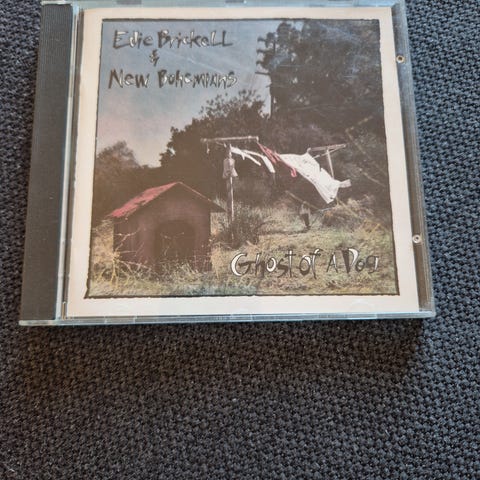 Edie Brickell
&
New Bohemians
Ghost of A Dog